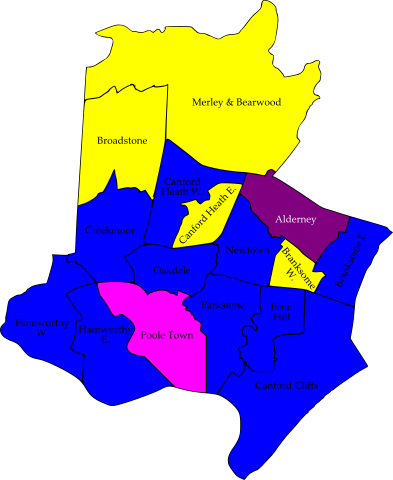 Merley & Bearwood
Broadstone
Canford
Heath W.
Canford Heath E.
Alderney
Creekmoor
Newtown
Branksome
W.
Branksome E.
Oakdale
Hamworthy
W
Hamworthy
E.
Parkstone
Penn
Hill
Poole Town
Canford Cliffs